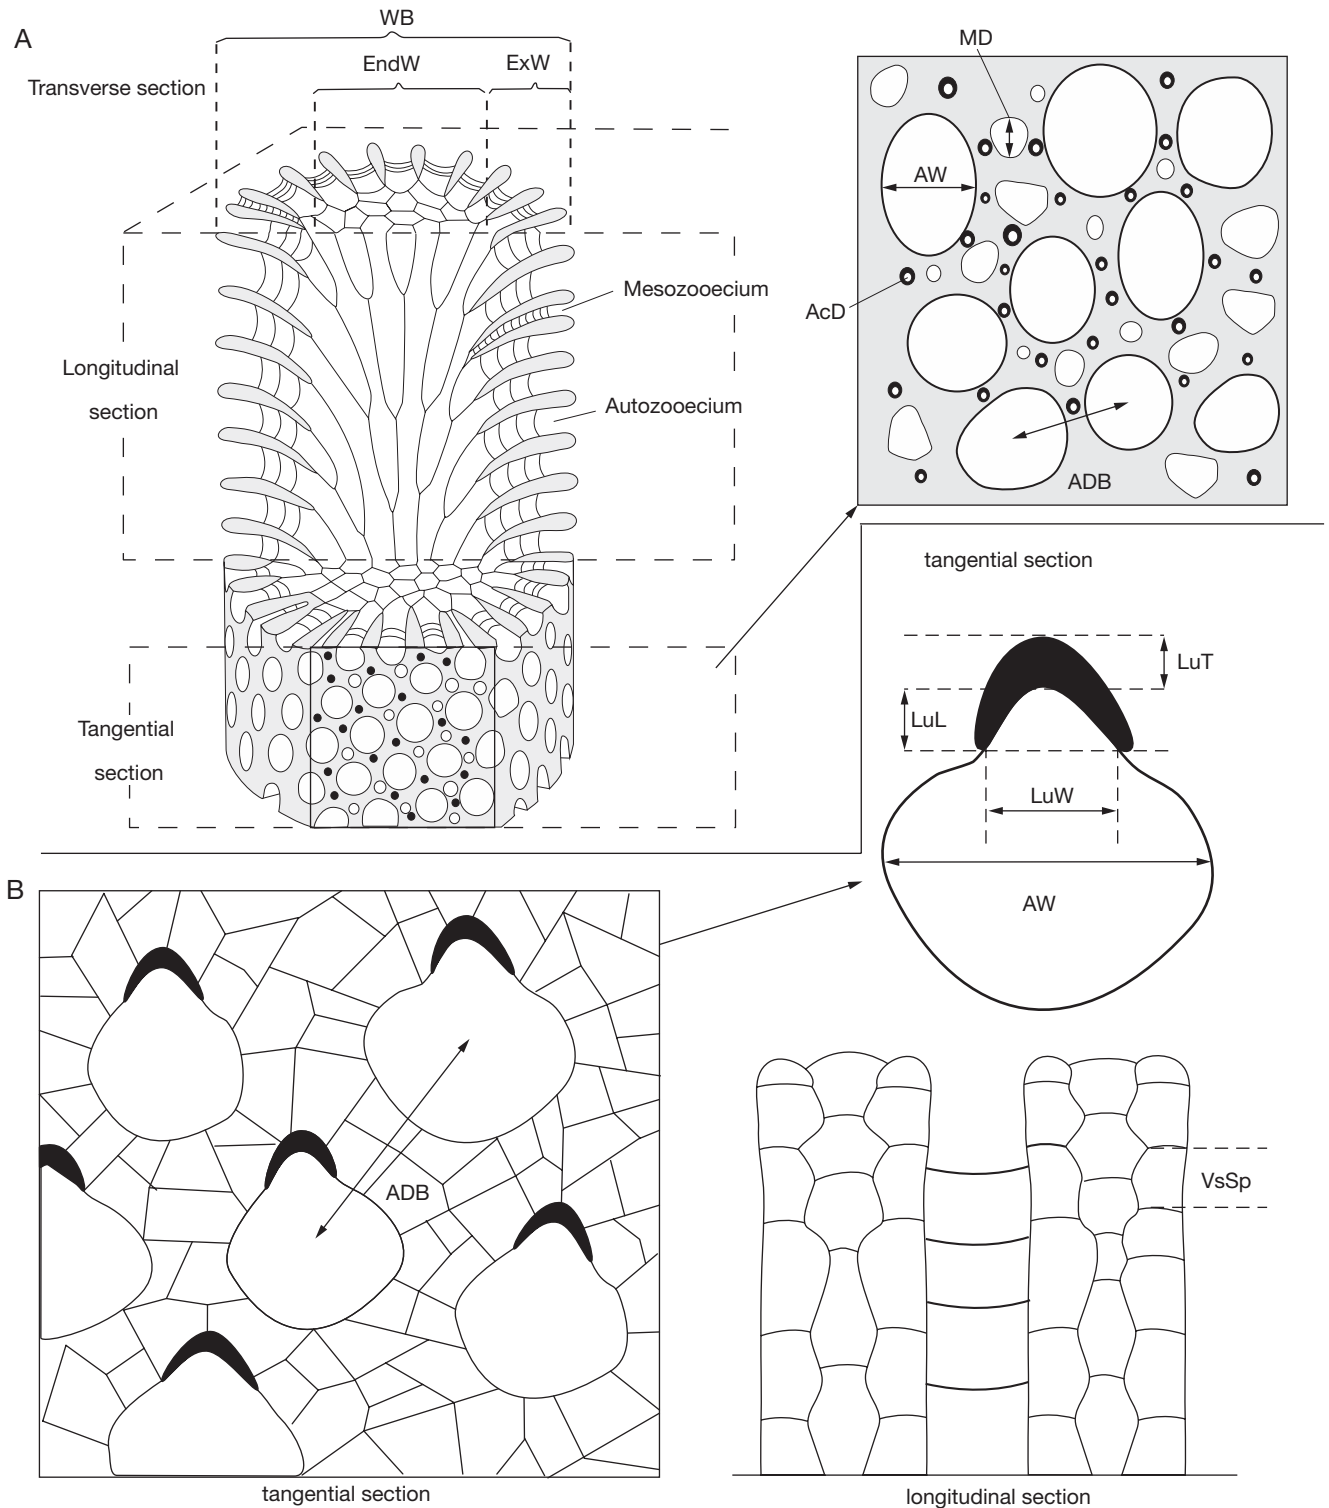 A
WB
EndW
ExW
Transverse section
MD
AW
Mesozooecium
AcD
Longitudinal
section
Autozooecium
ADB
tangential section
LuT
LuL
Tangential
section
LuW
AW
B
ADB
VsSp
tangential section
longitudinal section